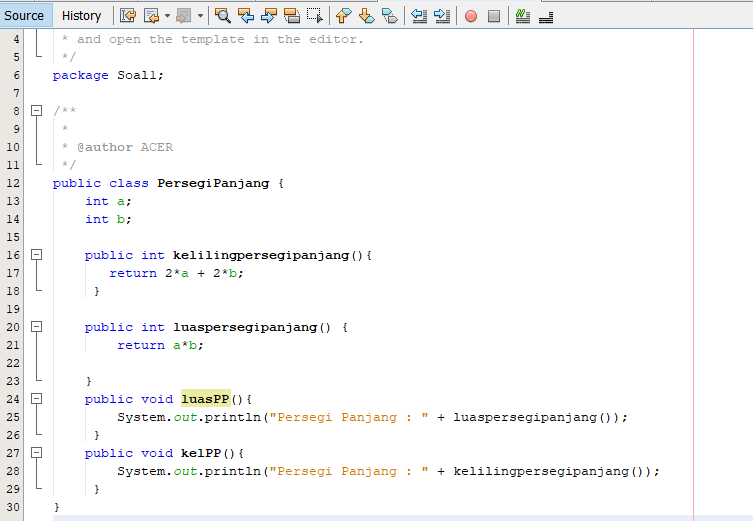 Source History
4 * and open the template in the editor.
5 */
6 package Soall;
7
8 /**
9 *
10 * @author ACER
11 */
12 public class PersegiPanjang {
13 int a;
14 int b;
15
16 public int kelilingpersegipanjang(){
17 return 2*a + 2*b;
18 }
19
20 public int luaspersegipanjang() {
21 return a*b;
22
23 }
24 public void luasPP(){
25 System.out.println("Persegi Panjang : " + luaspersegipanjang());
26 }
27 public void kelPP(){
28 System.out.println("Persegi Panjang : " + kelilingpersegipanjang());
29 }
30 }